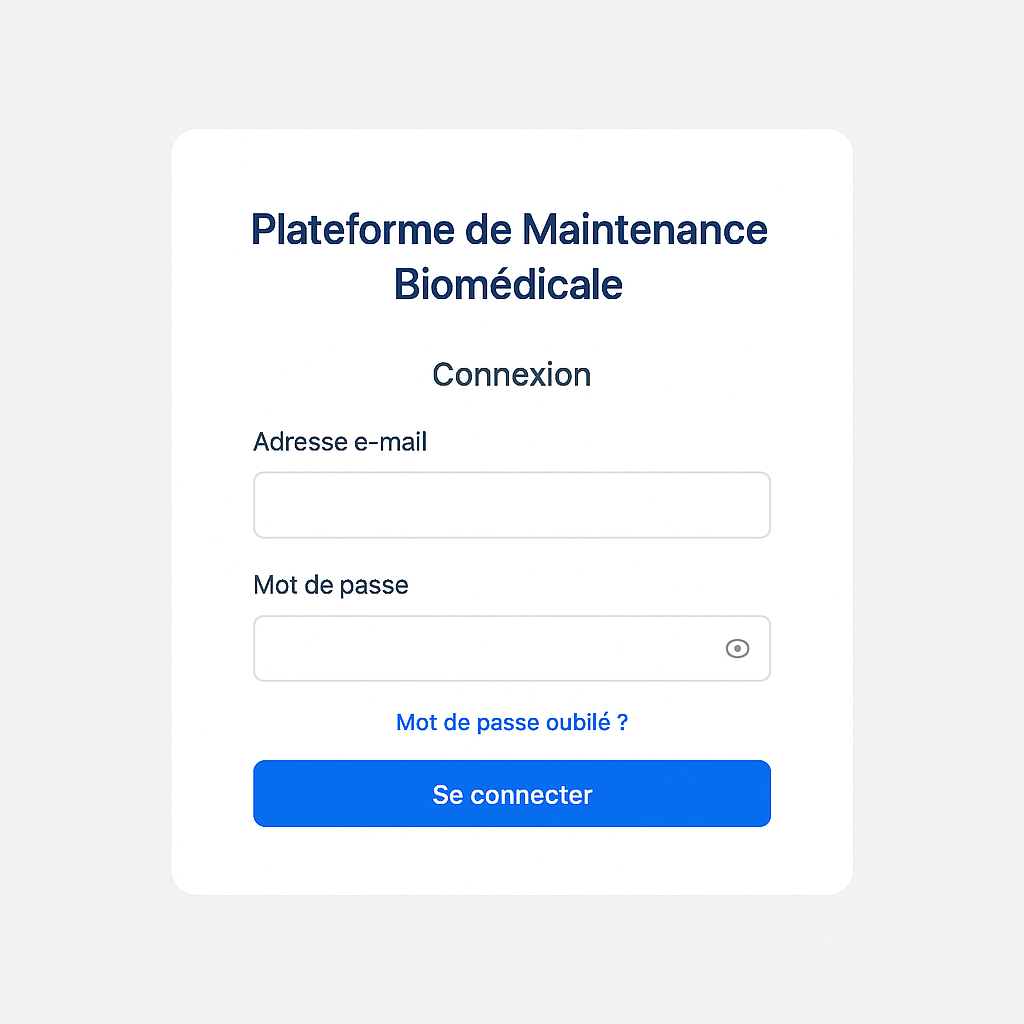 Plateforme de Maintenance
Biomédicale
Connexion
Adresse e-mail
Mot de passe
Mot de passe oubilé ?
Se connecter